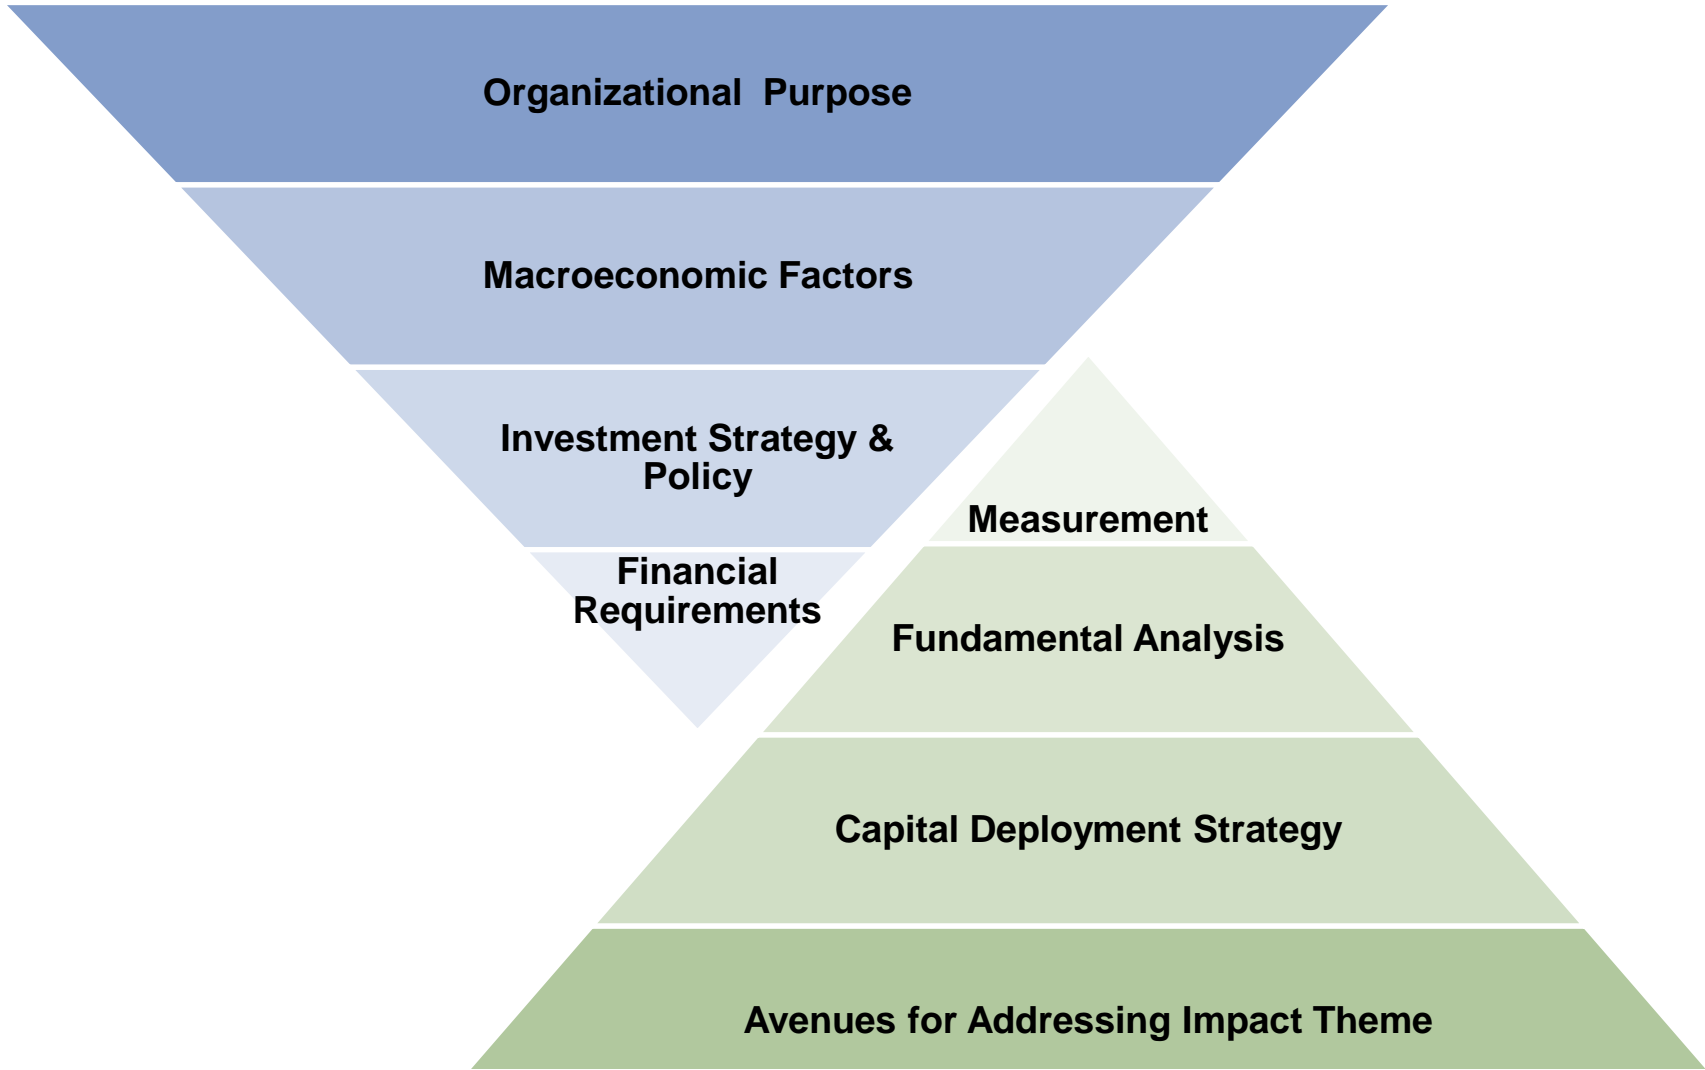 Organizational  Purpose
Macroeconomic Factors
Investment Strategy &
Policy
Financial
Requirements
Measurement
Fundamental Analysis
Capital Deployment Strategy
Avenues for Addressing Impact Theme